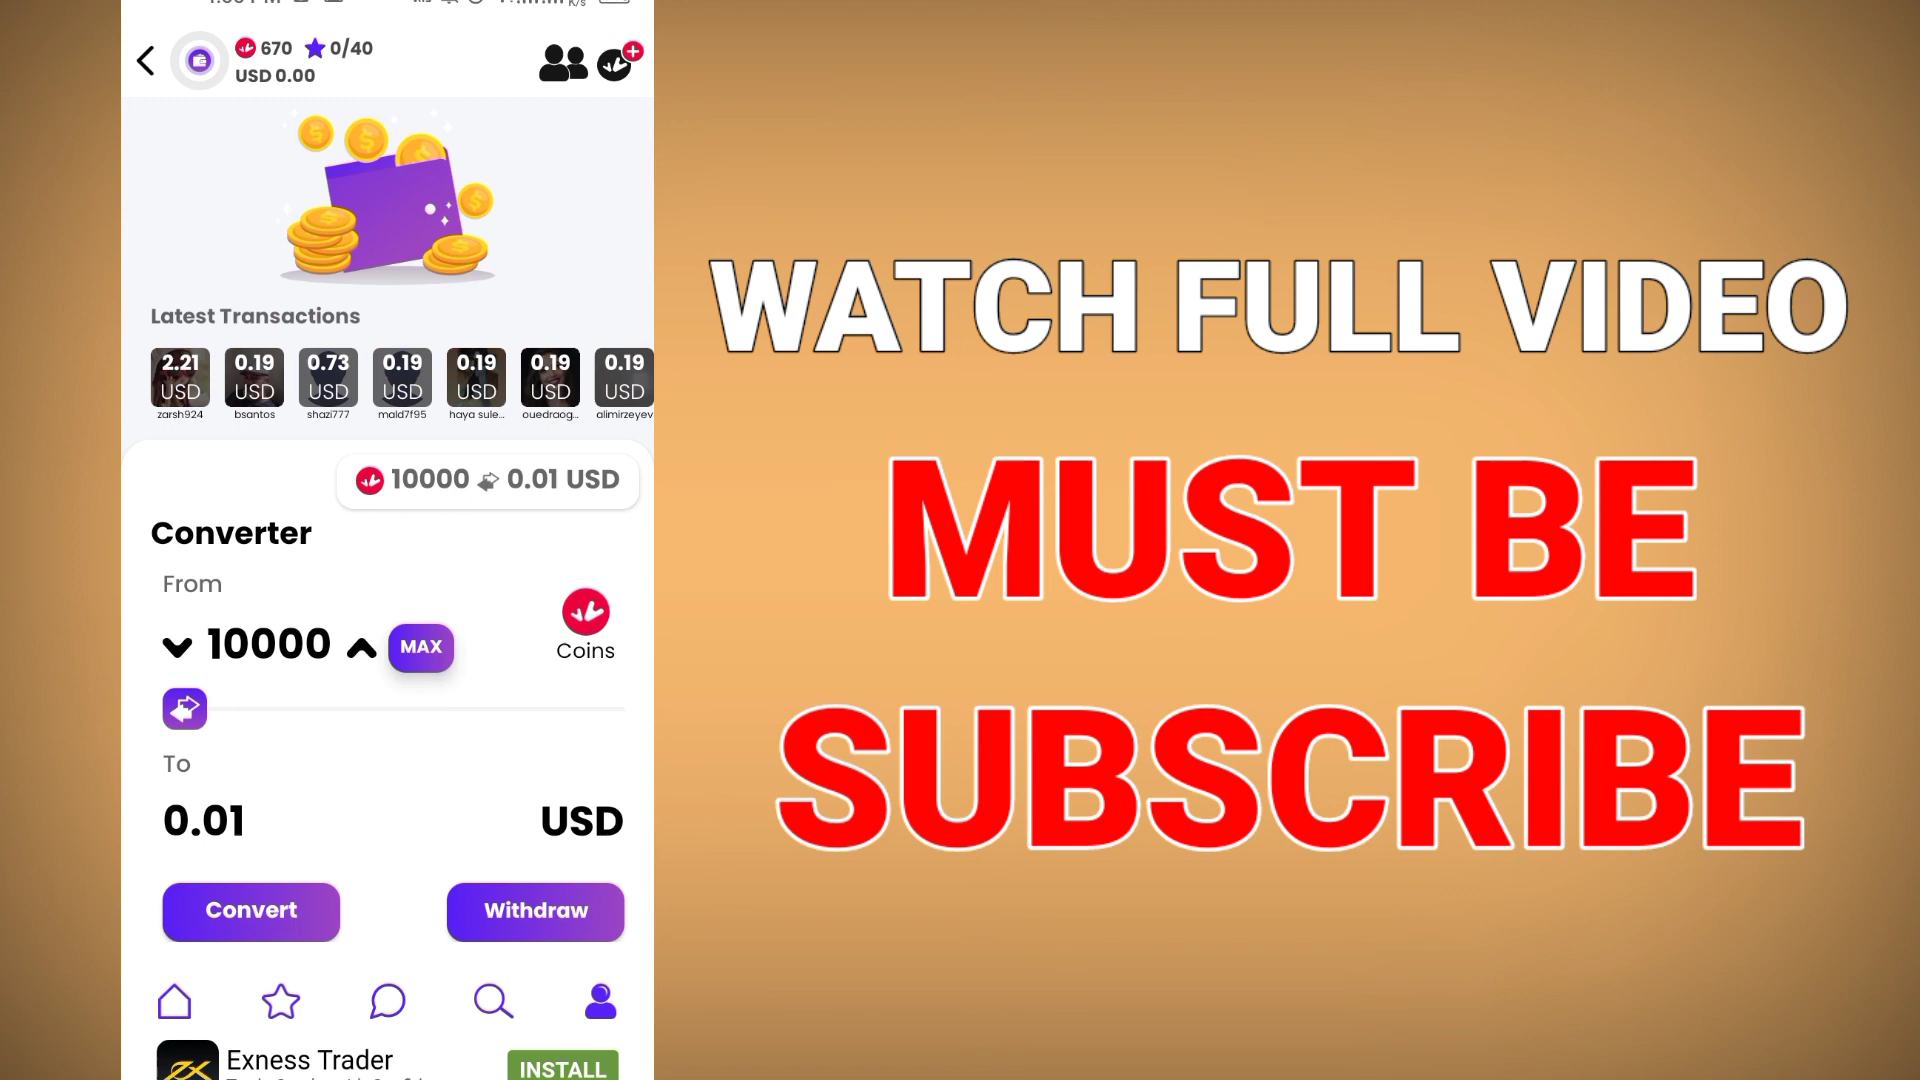 670 0/40
USD 0.00
Latest Transactions
2.21 0.19 0.73 0.19 0.19 0.19 0.19
USD USD USD USD USD USD USD
zarsh924 bsantos shazi777 mald7f95 haya sule... ouedraog... alimirzeyev
10000 0.01 USD
Converter
From
10000 MAX
Coins
To
0.01 USD
Convert Withdraw
Exness Trader
INSTALL
WATCH FULL VIDEO
MUST BE
SUBSCRIBE